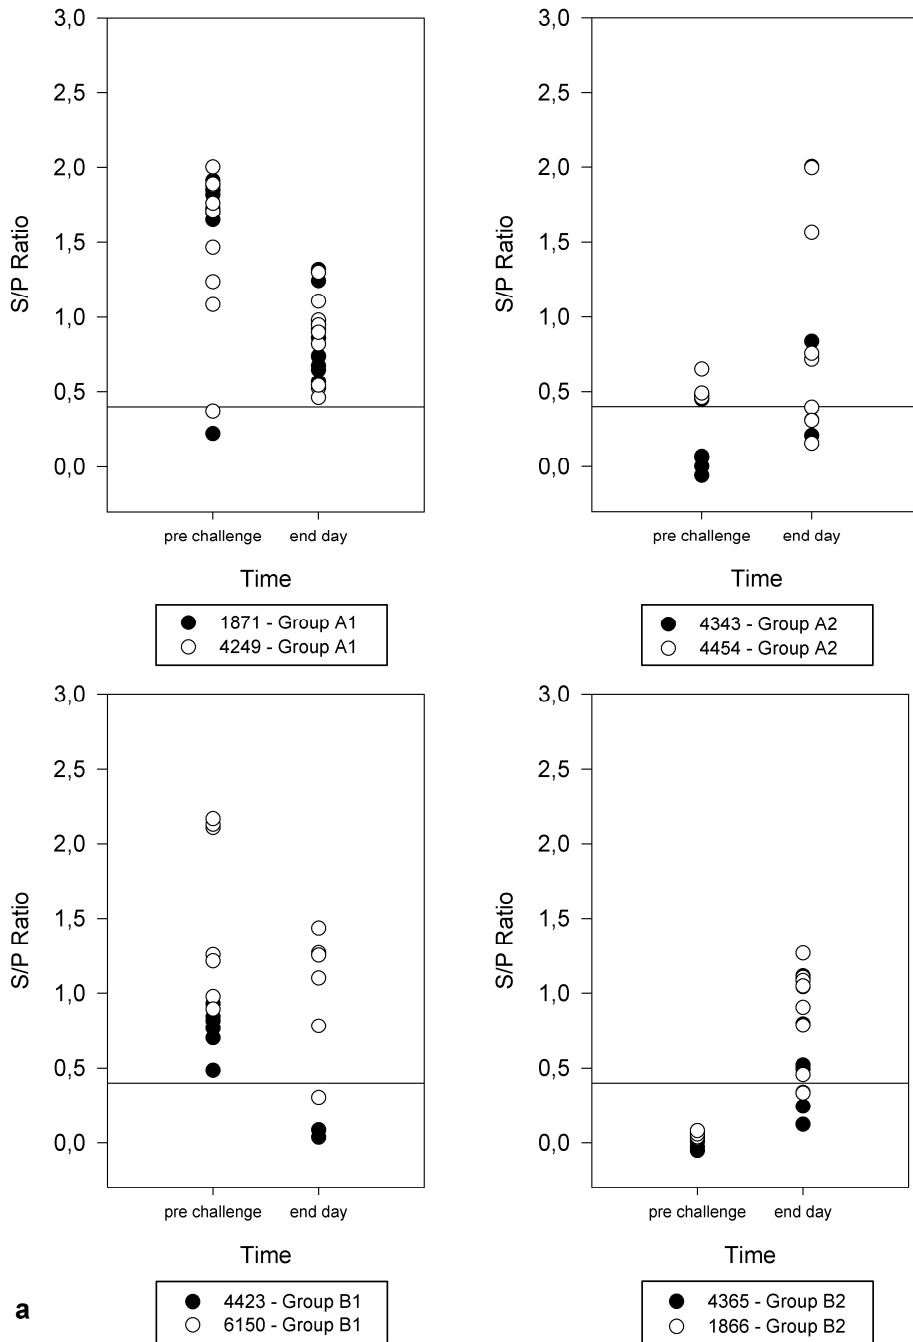 3,0
2,5
2,0
1,5
1,0
0,5
0,0
S/P Ratio
pre challenge end day
Time
1871 - Group A1
4249 - Group A1
3,0
2,5
2,0
1,5
1,0
0,5
0,0
S/P Ratio
pre challenge end day
Time
4343 - Group A2
4454 - Group A2
3,0
2,5
2,0
1,5
1,0
0,5
0,0
S/P Ratio
pre challenge end day
Time
4423 - Group B1
6150 - Group B1
3,0
2,5
2,0
1,5
1,0
0,5
0,0
S/P Ratio
pre challenge end day
Time
4365 - Group B2
1866 - Group B2
a